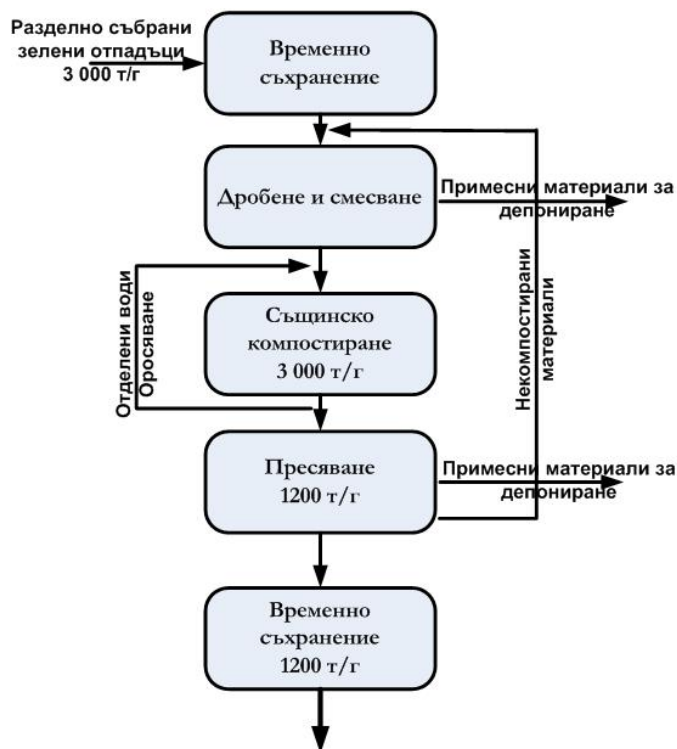 Разделно събрани
зелени отпадъци
3 000 т/г
Временно
съхранение
Дробене и смесване
Примесни материали за
депониране
Отделени води
Оросяване
Същинско
компостиране
3 000 т/г
Некомпостирани
материали
Пресяване
1200 т/г
Примесни материали за
депониране
Временно
съхранение
1200 т/г